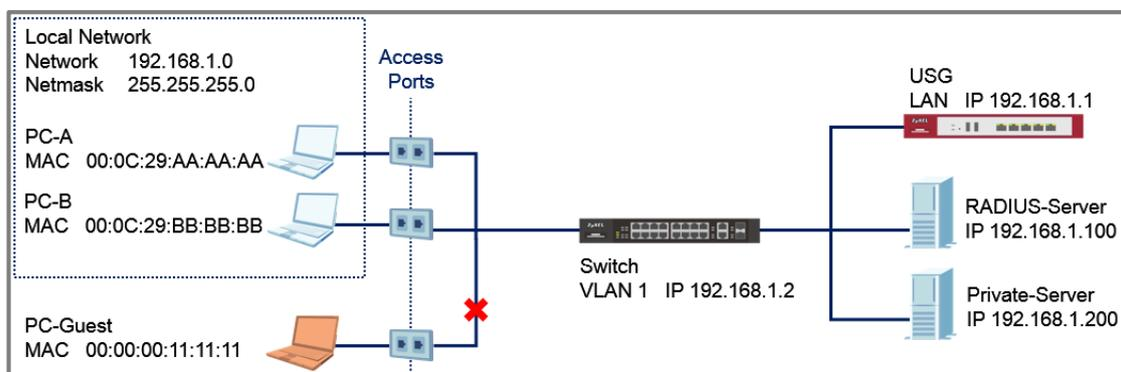 Local Network
Network 192.168.1.0
Netmask 255.255.255.0
Access
Ports
PC-A
MAC 00:0C:29:AA:AA:AA
PC-B
MAC 00:0C:29:BB:BB:BB
PC-Guest
MAC 00:00:00:11:11:11
ZyXEL
Switch
VLAN 1 IP 192.168.1.2
USG
LAN IP 192.168.1.1
ZyXEL
RADIUS-Server
IP 192.168.1.100
Private-Server
IP 192.168.1.200